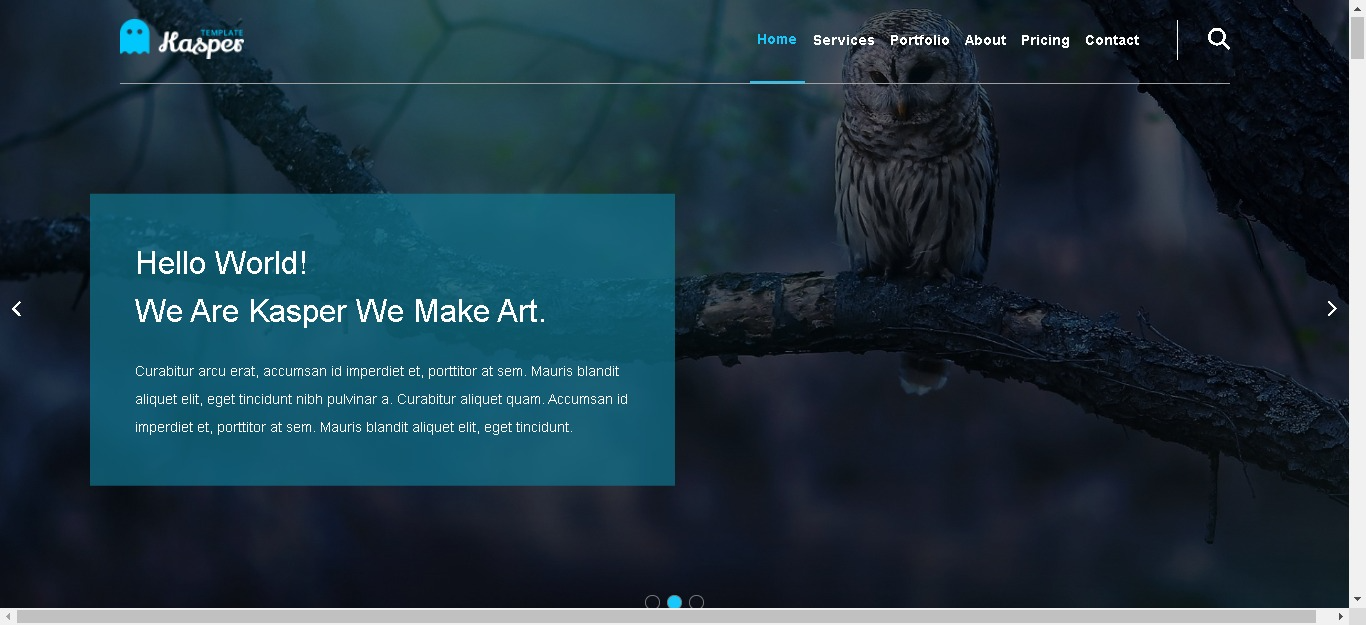 TEMPLATE
Kasper
Home Services Portfolio About Pricing Contact
Hello World!
We Are Kasper We Make Art.
Curabitur arcu erat, accumsan id imperdiet et, porttitor at sem. Mauris blandit
aliquet elit, eget tincidunt nibh pulvinar a. Curabitur aliquet quam. Accumsan id
imperdiet et, porttitor at sem. Mauris blandit aliquet elit, eget tincidunt.